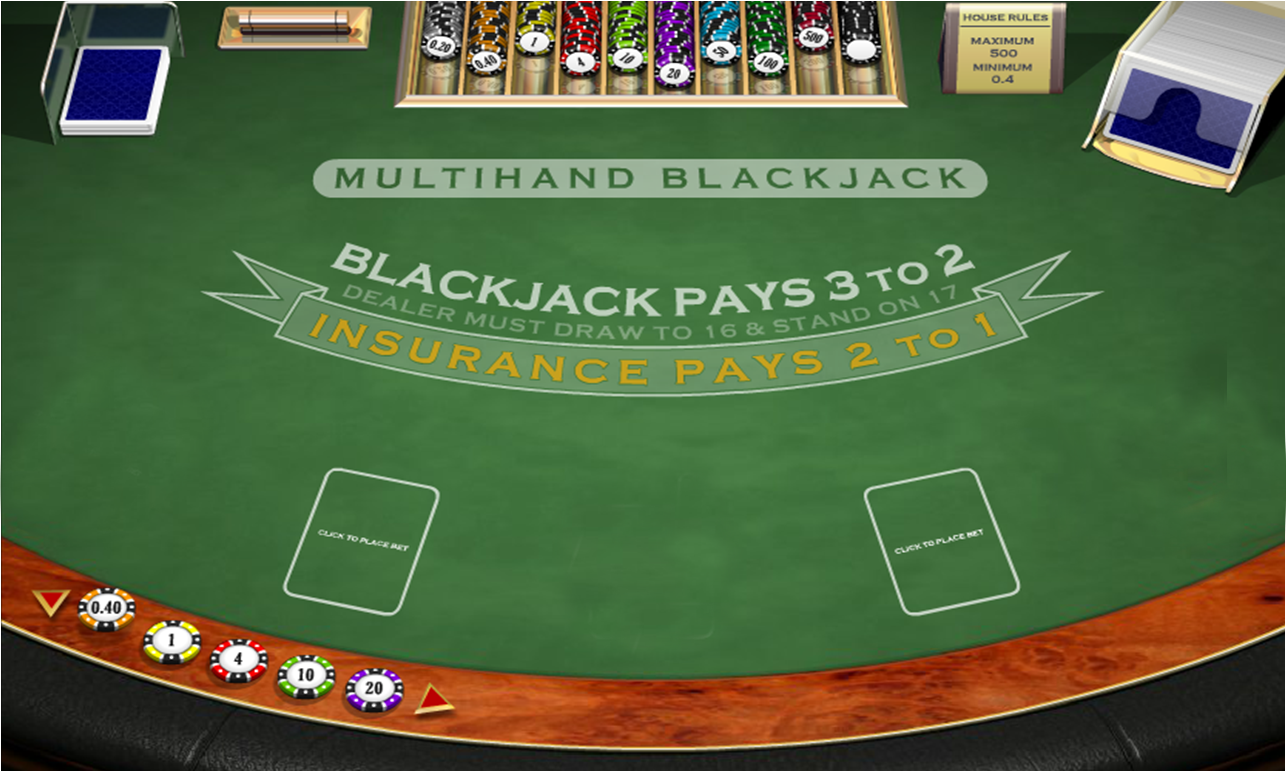 0.20
0.40
1
4
10
20
40
100
500
HOUSE RULES
MAXIMUM
500
MINIMUM
0.4
MULTIHAND BLACKJACK
BLACKJACK PAYS 3 TO 2
DEALER MUST DRAW TO 16 & STAND ON 17
INSURANCE PAYS 2 TO 1
CLICK TO PLACE BET
CLICK TO PLACE BET
0.40
1
4
10
20